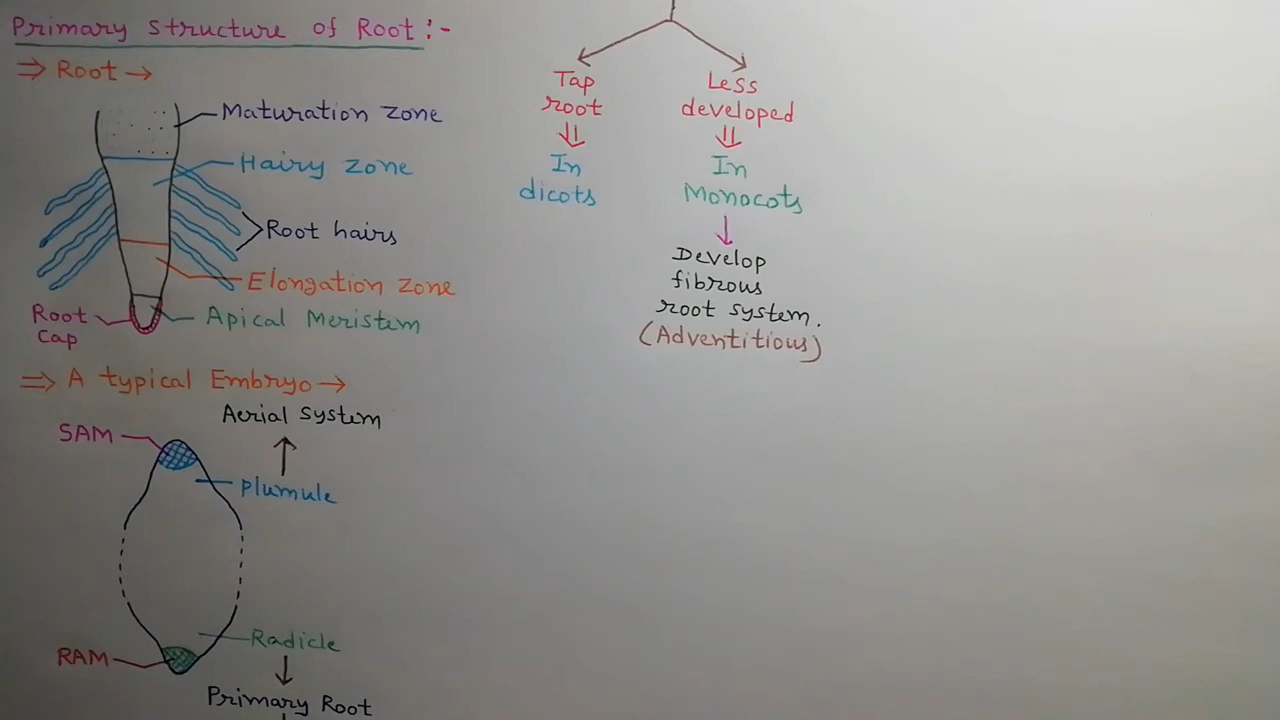 Primary Structure of Root:-
⇒ Root →
Maturation Zone
Hairy Zone
Root hairs
Elongation Zone
Root
Cap
Apical Meristem
⇒ A typical Embryo →
Aerial System
SAM
Plumule
Radicle
RAM
Primary Root
Tap
root
In
dicots
Less
developed
In
Monocots
Develop
fibrous
root system.
(Adventitious)